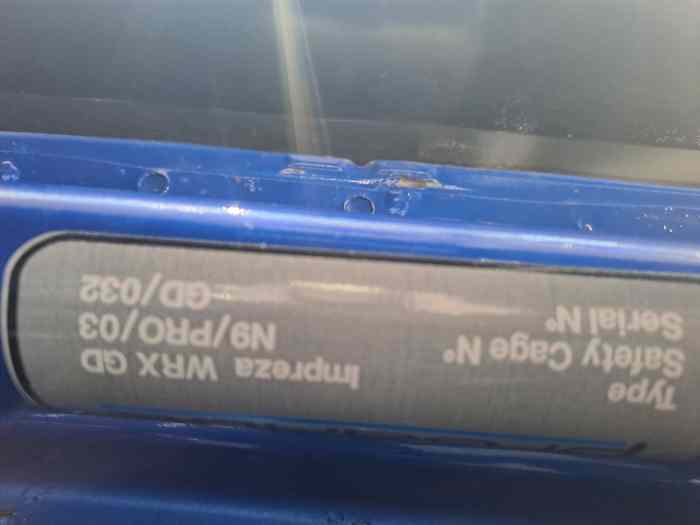 Type Impreza WRX GD
Safety Cage N° N9/PRO/03
Serial N° GD/032